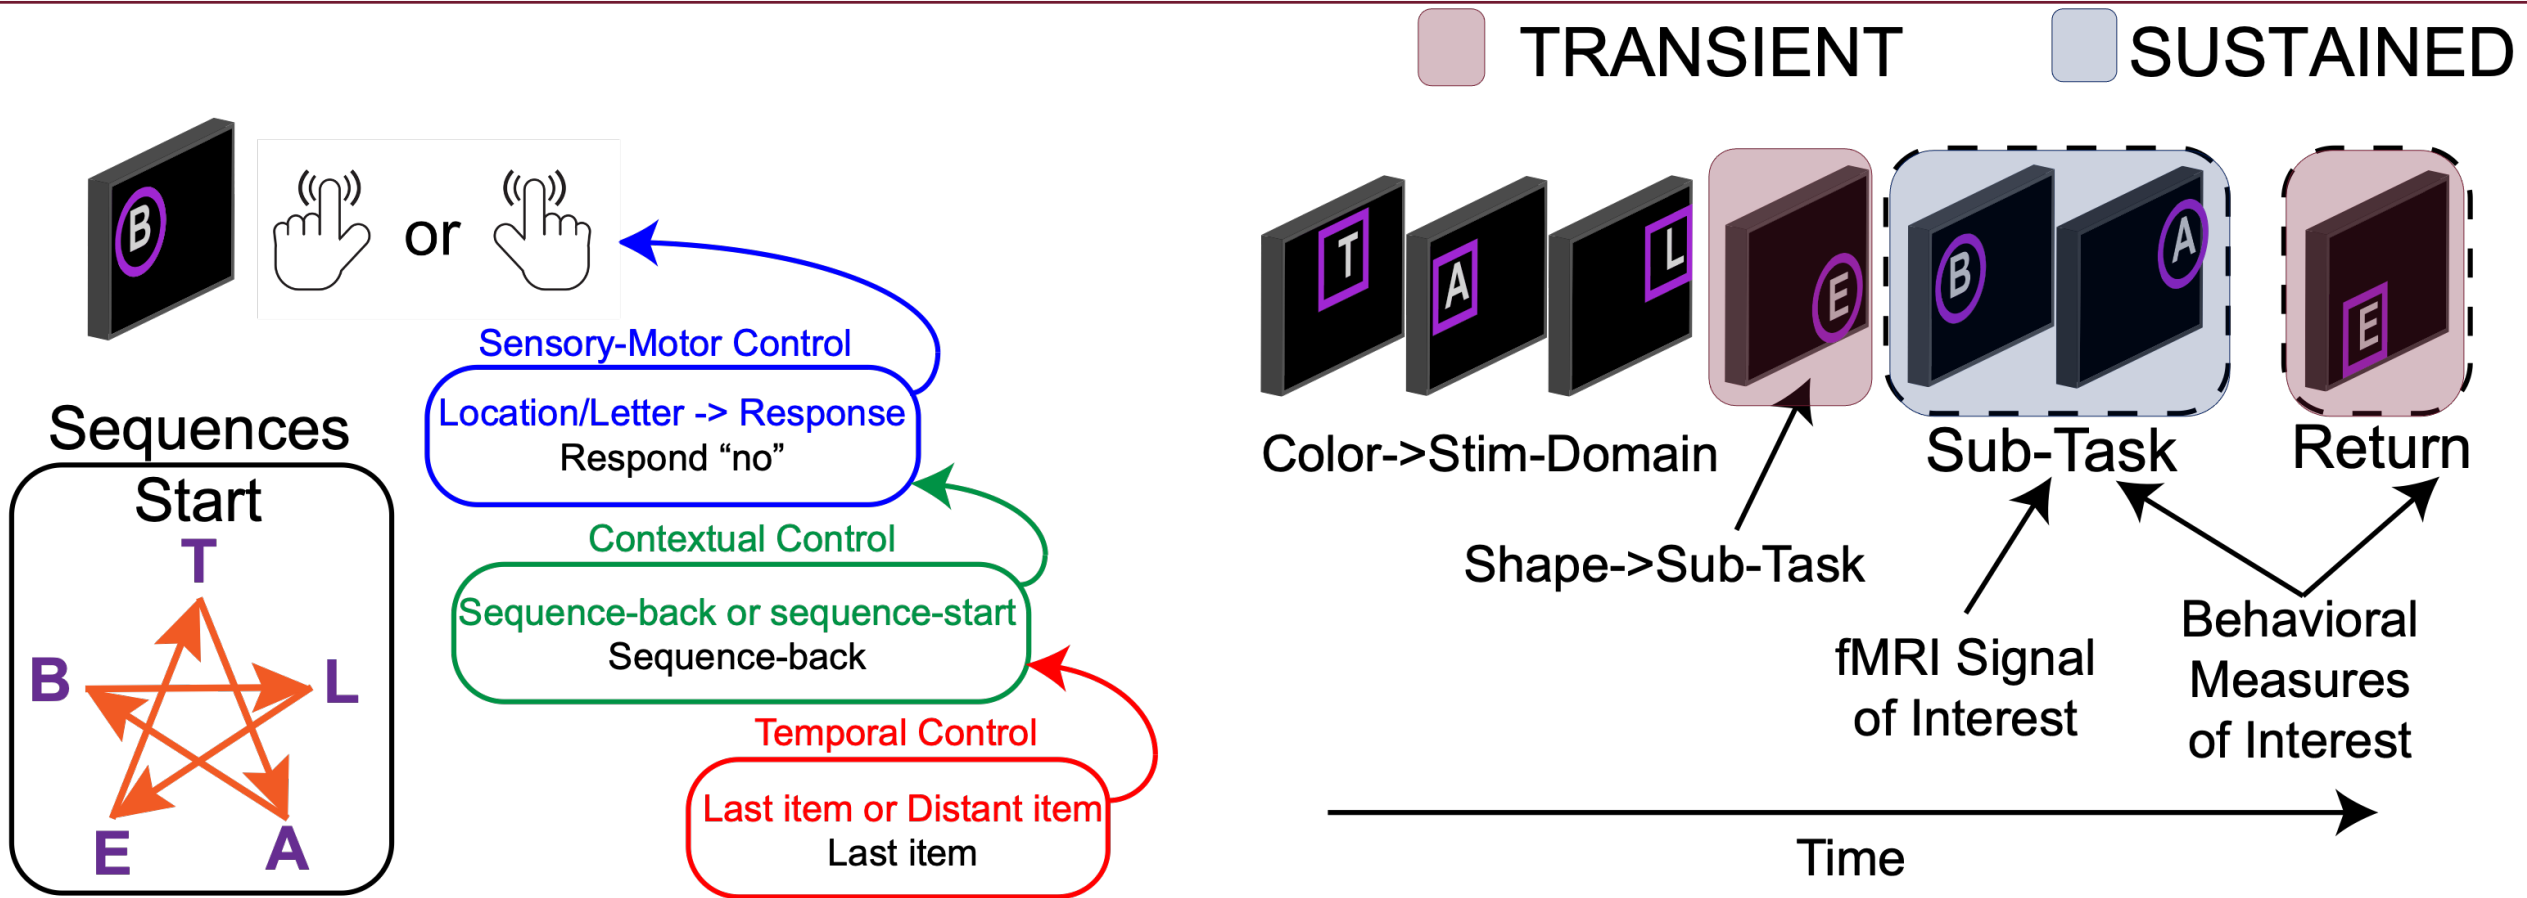 TRANSIENT
SUSTAINED
B
or
Sensory-Motor Control
Location/Letter -> Response
Respond “no”
Contextual Control
Sequence-back or sequence-start
Sequence-back
Temporal Control
Last item or Distant item
Last item
Sequences
Start
T
B
L
E
A
T
A
L
E
B
A
E
Color->Stim-Domain
Sub-Task
Return
Shape->Sub-Task
fMRI Signal
of Interest
Behavioral
Measures
of Interest
Time